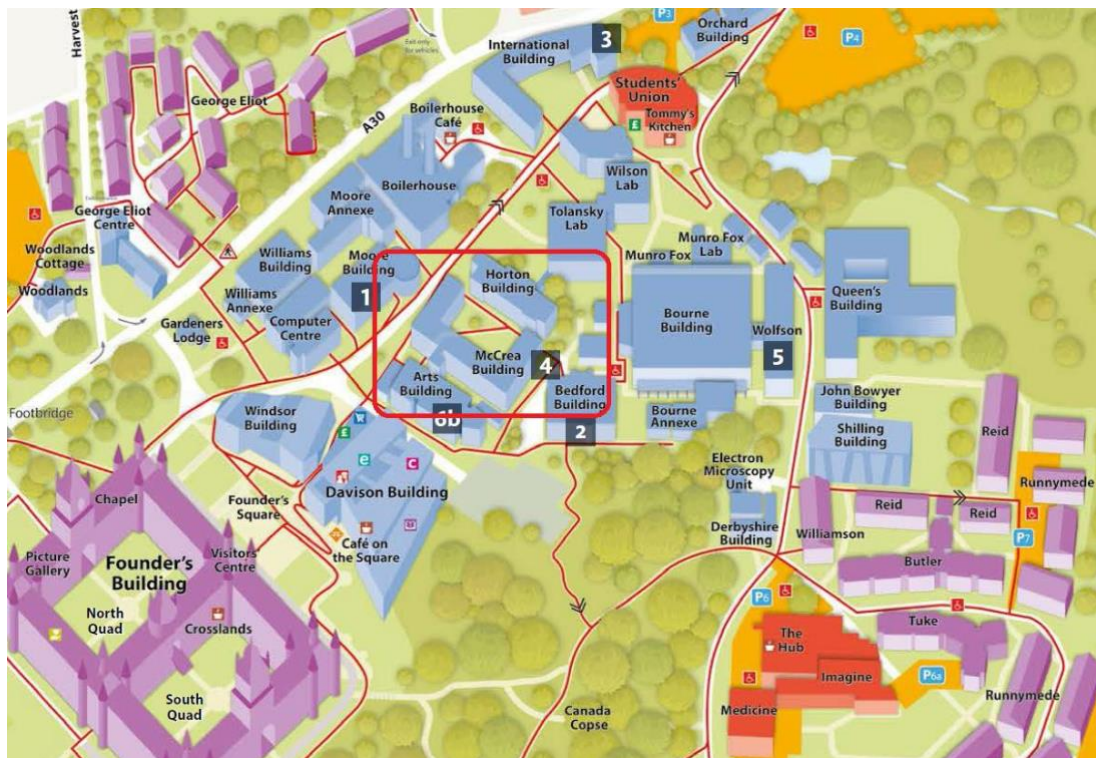 Harvest
P3
Orchard
Building
P4
Exit only
for vehicles
International
Building
3
Students'
Union
George Eliot
A30
Boilerhouse
Café
£
Tommy's
Kitchen
Boilerhouse
Wilson
Lab
Moore
Annexe
Tolansky
Lab
George Eliot
Centre
Woodlands
Cottage
Williams
Building
Moore
Building
Munro Fox
Lab
Munro Fox
Horton
Building
Queen's
Building
Woodlands
Williams
Annexe
1
Bourne
Building
Gardeners
Lodge
Computer
Centre
Wolfson
5
McCrea
Building
4
Arts
Building
Bedford
Building
John Bowyer
Building
Footbridge
Windsor
Building
6b
2
Bourne
Annexe
Shilling
Building
Reid
£
e
c
Electron
Microscopy
Unit
Runnymede
Chapel
Davison Building
Founder's
Square
Reid
Reid
Derbyshire
Building
Williamson
P7
Picture
Gallery
Founder's
Building
Visitors
Centre
Café on
the Square
Butler
North
Quad
Crosslands
P6
Tuke
The
Hub
Imagine
P6a
South
Quad
Medicine
Runnymede
Canada
Copse